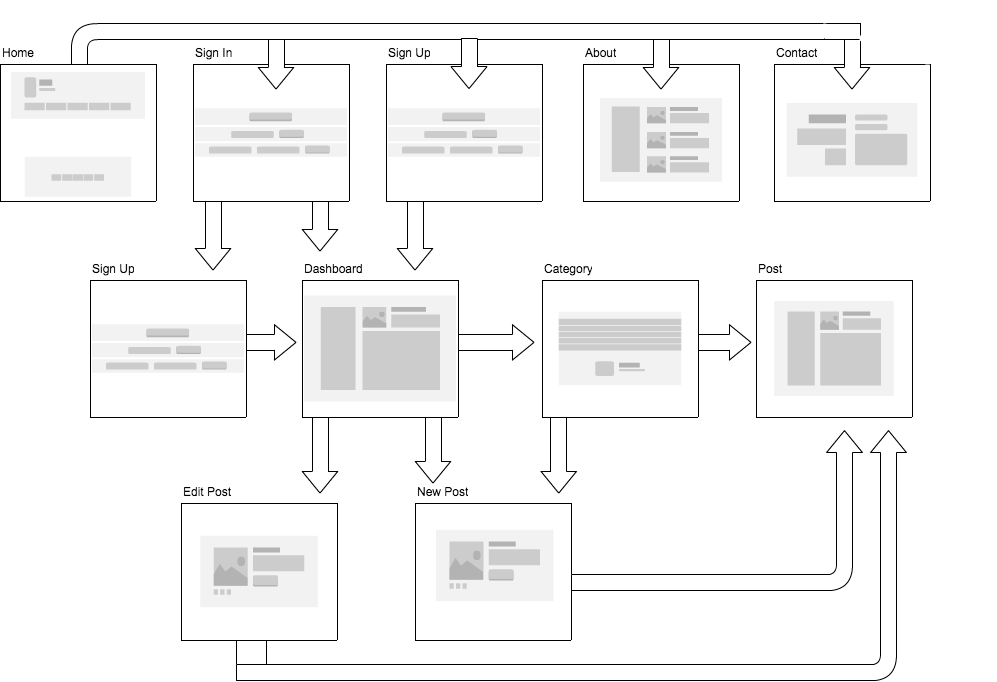 Home
Sign In
Sign Up
About
Contact
Sign Up
Dashboard
Category
Post
Edit Post
New Post